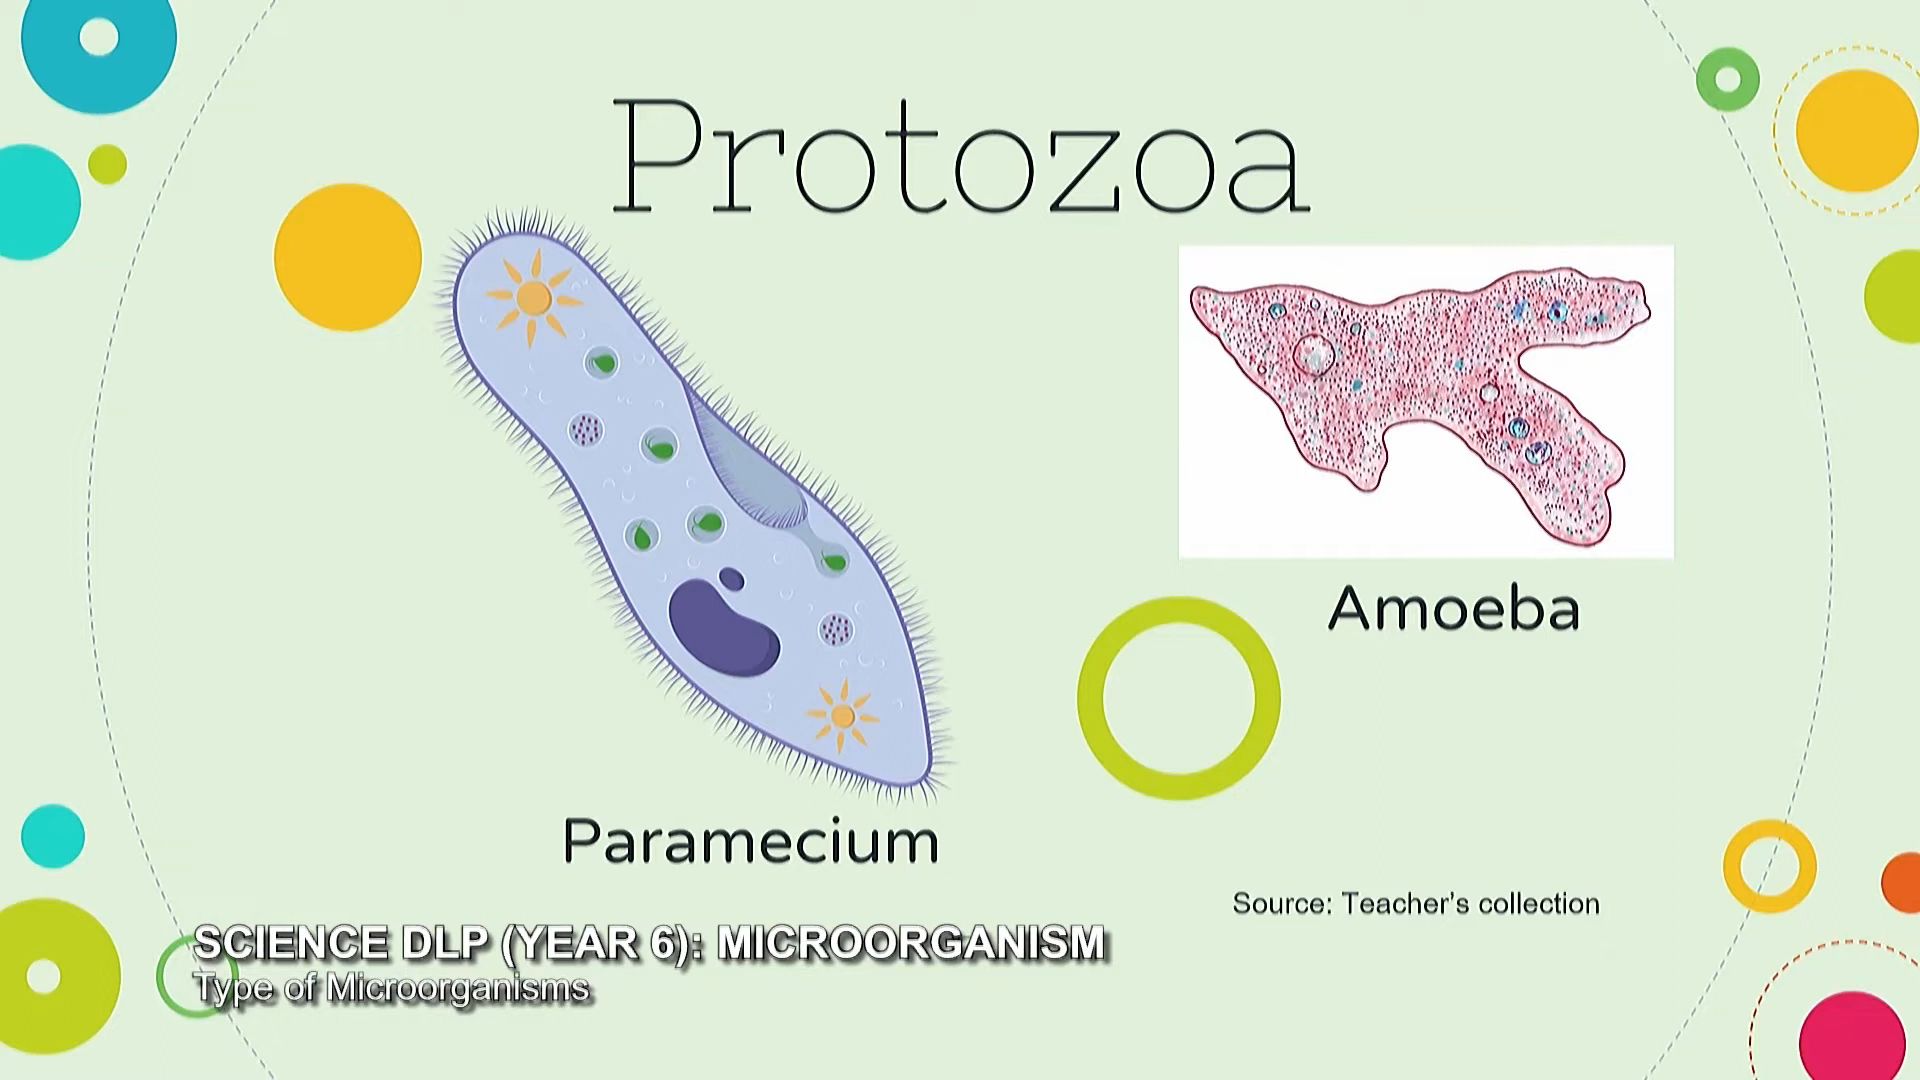 Protozoa
Amoeba
Paramecium
Source: Teacher's collection
SCIENCE DLP (YEAR 6): MICROORGANISM
Type of Microorganisms